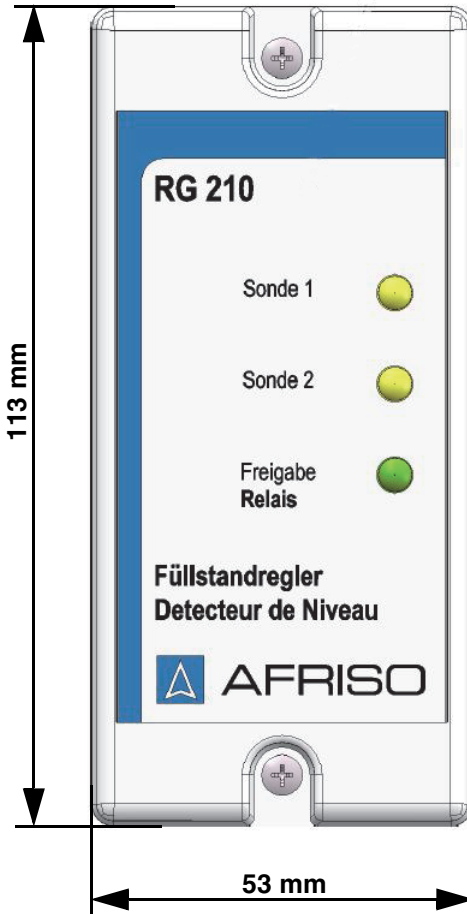 RG 210
Sonde 1
Sonde 2
Freigabe
Relais
Füllstandregler
Detecteur de Niveau
AFRISO
113 mm
53 mm